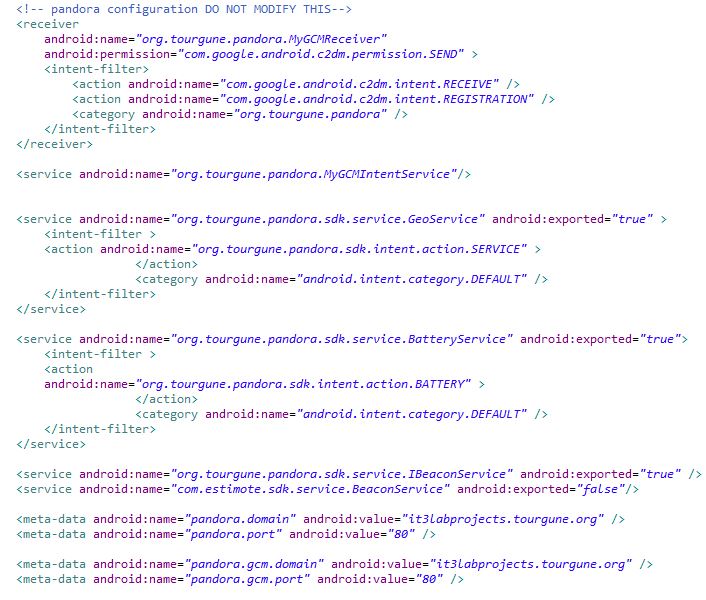 <!-- pandora configuration DO NOT MODIFY THIS-->
<receiver
android:name="org.tourgune.pandora.MyGCMReceiver"
android:permission="com.google.android.c2dm.permission.SEND" >
<intent-filter>
<action android:name="com.google.android.c2dm.intent.RECEIVE" />
<action android:name="com.google.android.c2dm.intent.REGISTRATION" />
<category android:name="org.tourgune.pandora" />
</intent-filter>
</receiver>
<service android:name="org.tourgune.pandora.MyGCMIntentService"/>
<service android:name="org.tourgune.pandora.sdk.service.GeoService" android:exported="true" >
<intent-filter >
<action android:name="org.tourgune.pandora.sdk.intent.action.SERVICE" >
</action>
<category android:name="android.intent.category.DEFAULT" />
</intent-filter>
</service>
<service android:name="org.tourgune.pandora.sdk.service.BatteryService" android:exported="true">
<intent-filter >
<action
android:name="org.tourgune.pandora.sdk.intent.action.BATTERY" >
</action>
<category android:name="android.intent.category.DEFAULT" />
</intent-filter>
</service>
<service android:name="org.tourgune.pandora.sdk.service.IBeaconService" android:exported="true" />
<service android:name="com.estimote.sdk.service.BeaconService" android:exported="false"/>
<meta-data android:name="pandora.domain" android:value="it3labprojects.tourgune.org" />
<meta-data android:name="pandora.port" android:value="80" />
<meta-data android:name="pandora.gcm.domain" android:value="it3labprojects.tourgune.org" />
<meta-data android:name="pandora.gcm.port" android:value="80" />